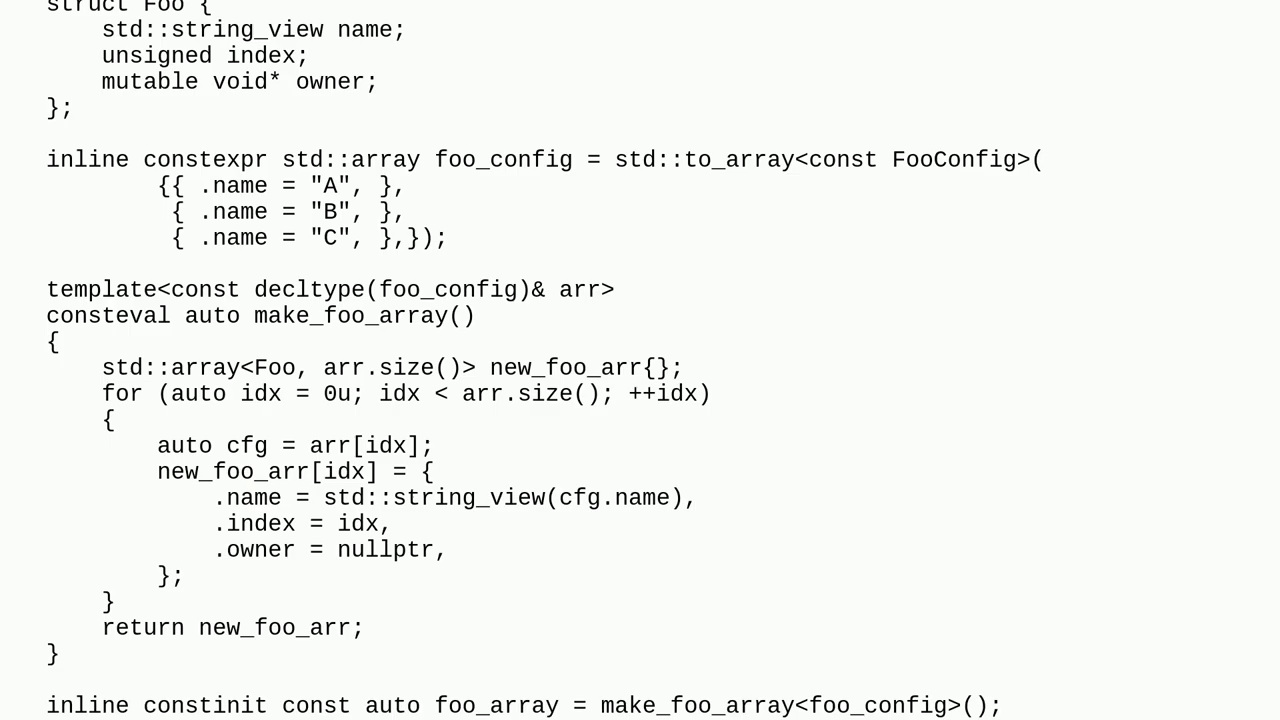 struct Foo {
    std::string_view name;
    unsigned index;
    mutable void* owner;
};

inline constexpr std::array foo_config = std::to_array<const FooConfig>(
        {{ .name = "A", },
         { .name = "B", },
         { .name = "C", },});

template<const decltype(foo_config)& arr>
consteval auto make_foo_array()
{
    std::array<Foo, arr.size()> new_foo_arr{};
    for (auto idx = 0u; idx < arr.size(); ++idx)
    {
        auto cfg = arr[idx];
        new_foo_arr[idx] = {
            .name = std::string_view(cfg.name),
            .index = idx,
            .owner = nullptr,
        };
    }
    return new_foo_arr;
}

inline constinit const auto foo_array = make_foo_array<foo_config>();